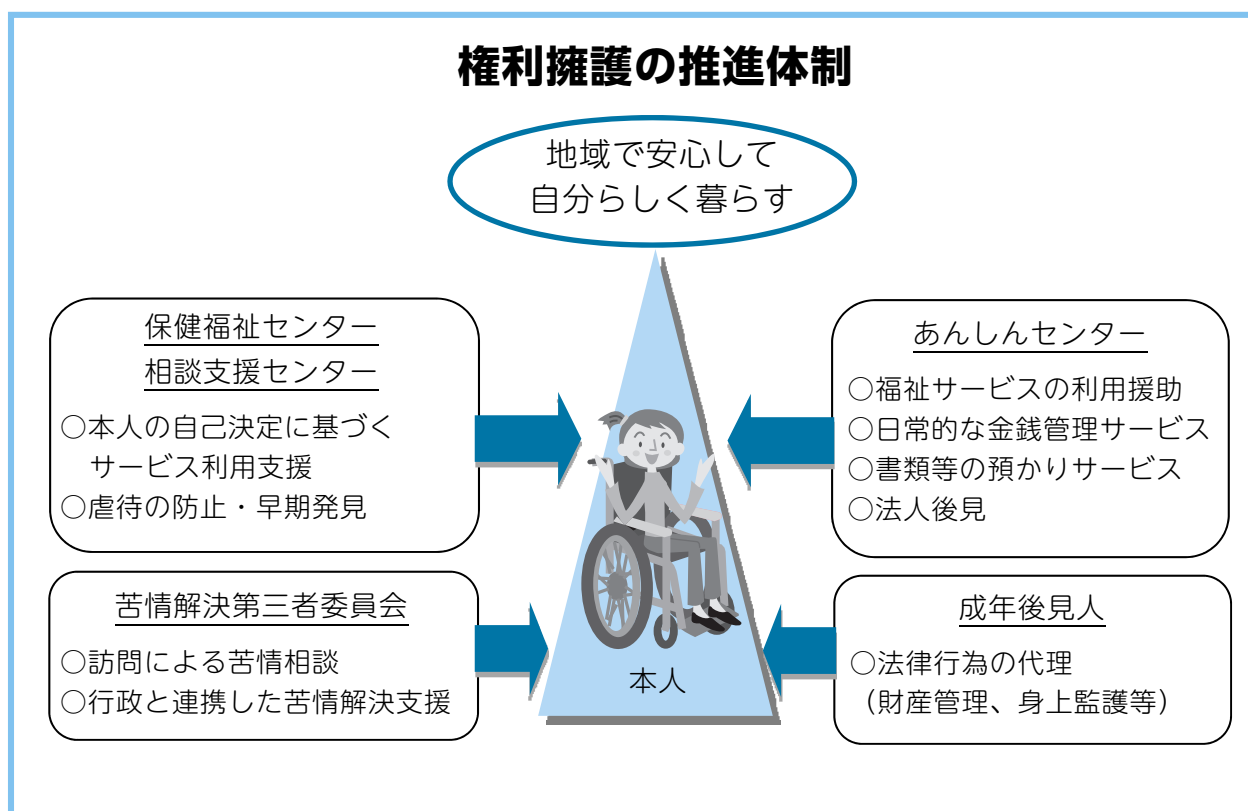 権利擁護の推進体制
地域で安心して
自分らしく暮らす
保健福祉センター
相談支援センター
○本人の自己決定に基づく
サービス利用支援
○虐待の防止・早期発見
あんしんセンター
○福祉サービスの利用援助
○日常的な金銭管理サービス
○書類等の預かりサービス
○法人後見
苦情解決第三者委員会
○訪問による苦情相談
○行政と連携した苦情解決支援
本人
成年後見人
○法律行為の代理
（財産管理、身上監護等）